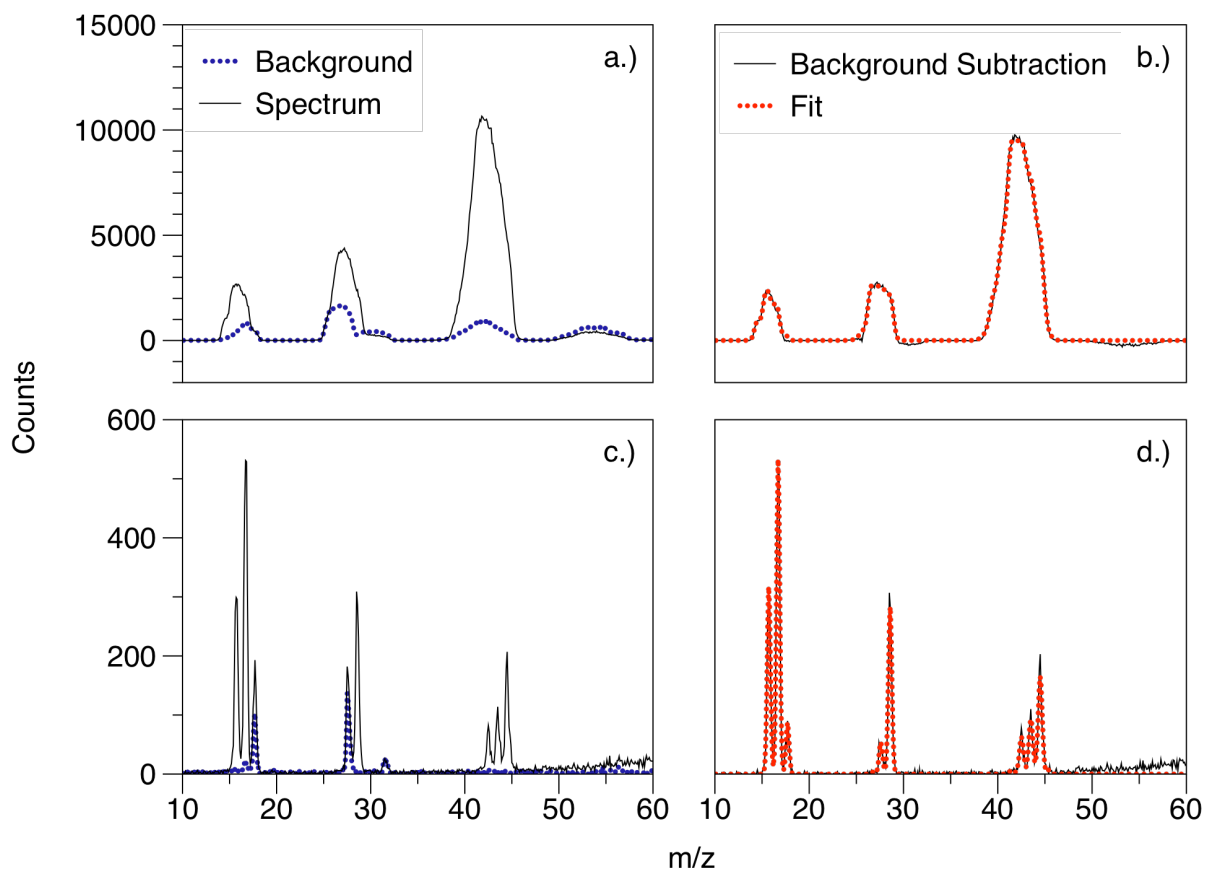 15000
10000
5000
0
Background
Spectrum
a.)
Background Subtraction
Fit
b.)
Counts
600
400
200
0
c.)
d.)
10 20 30 40 50 60
10 20 30 40 50 60
m/z